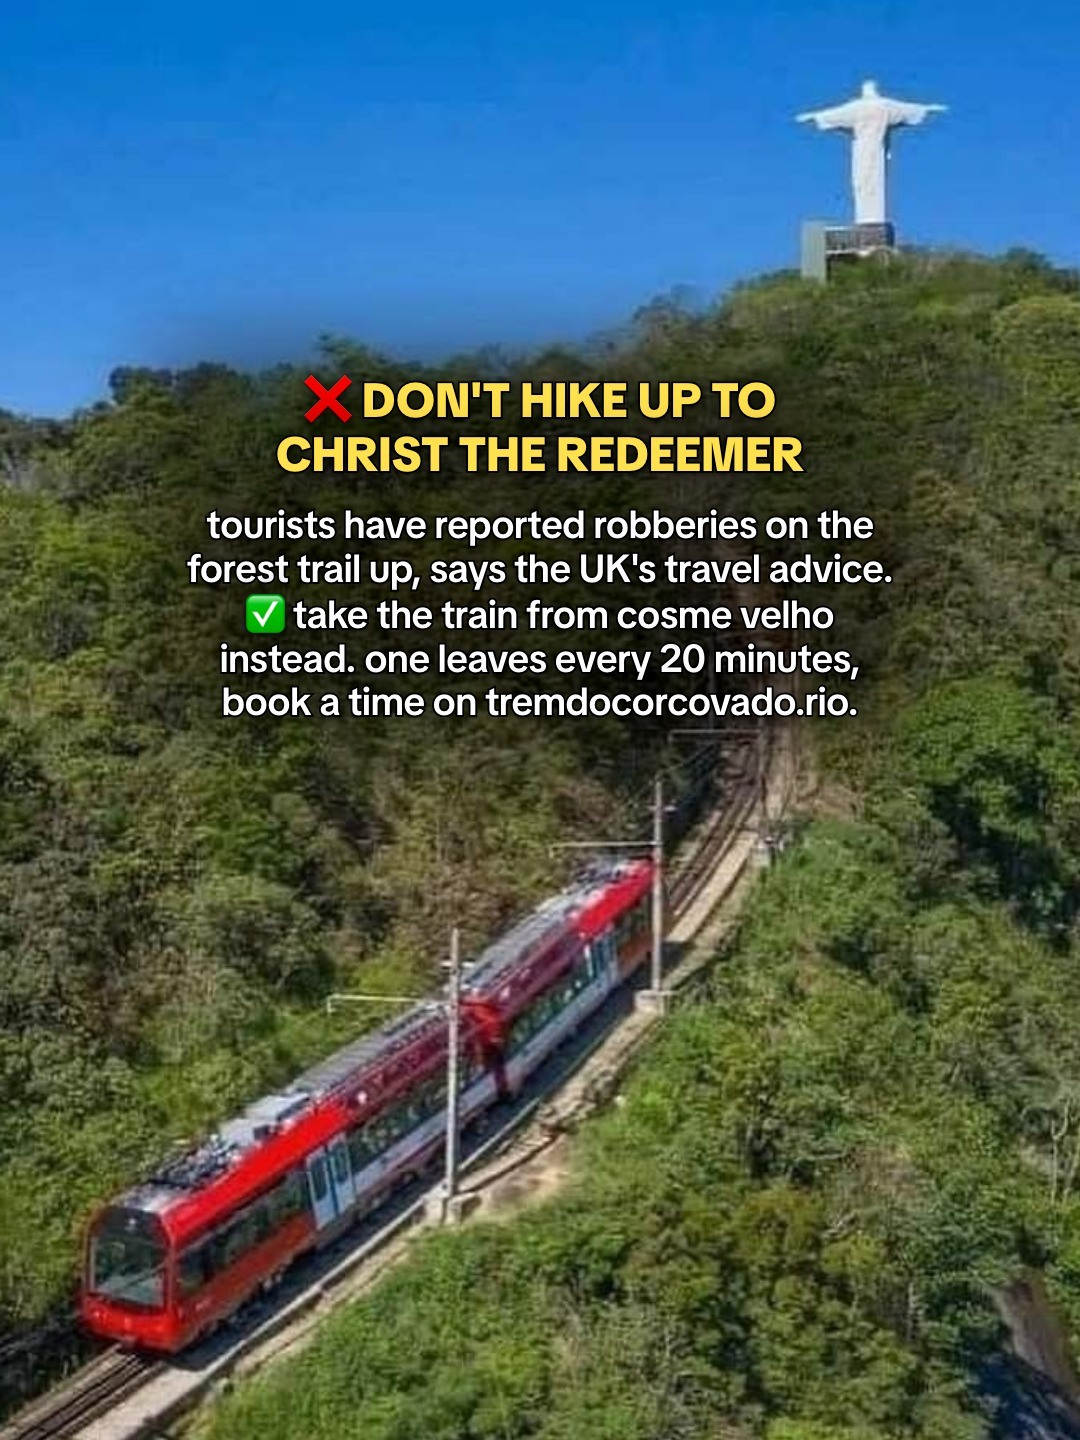 ❌ DON'T HIKE UP TO
CHRIST THE REDEEMER
tourists have reported robberies on the
forest trail up, says the UK's travel advice.
✅ take the train from cosme velho
instead. one leaves every 20 minutes,
book a time on tremdocorcovado.rio.